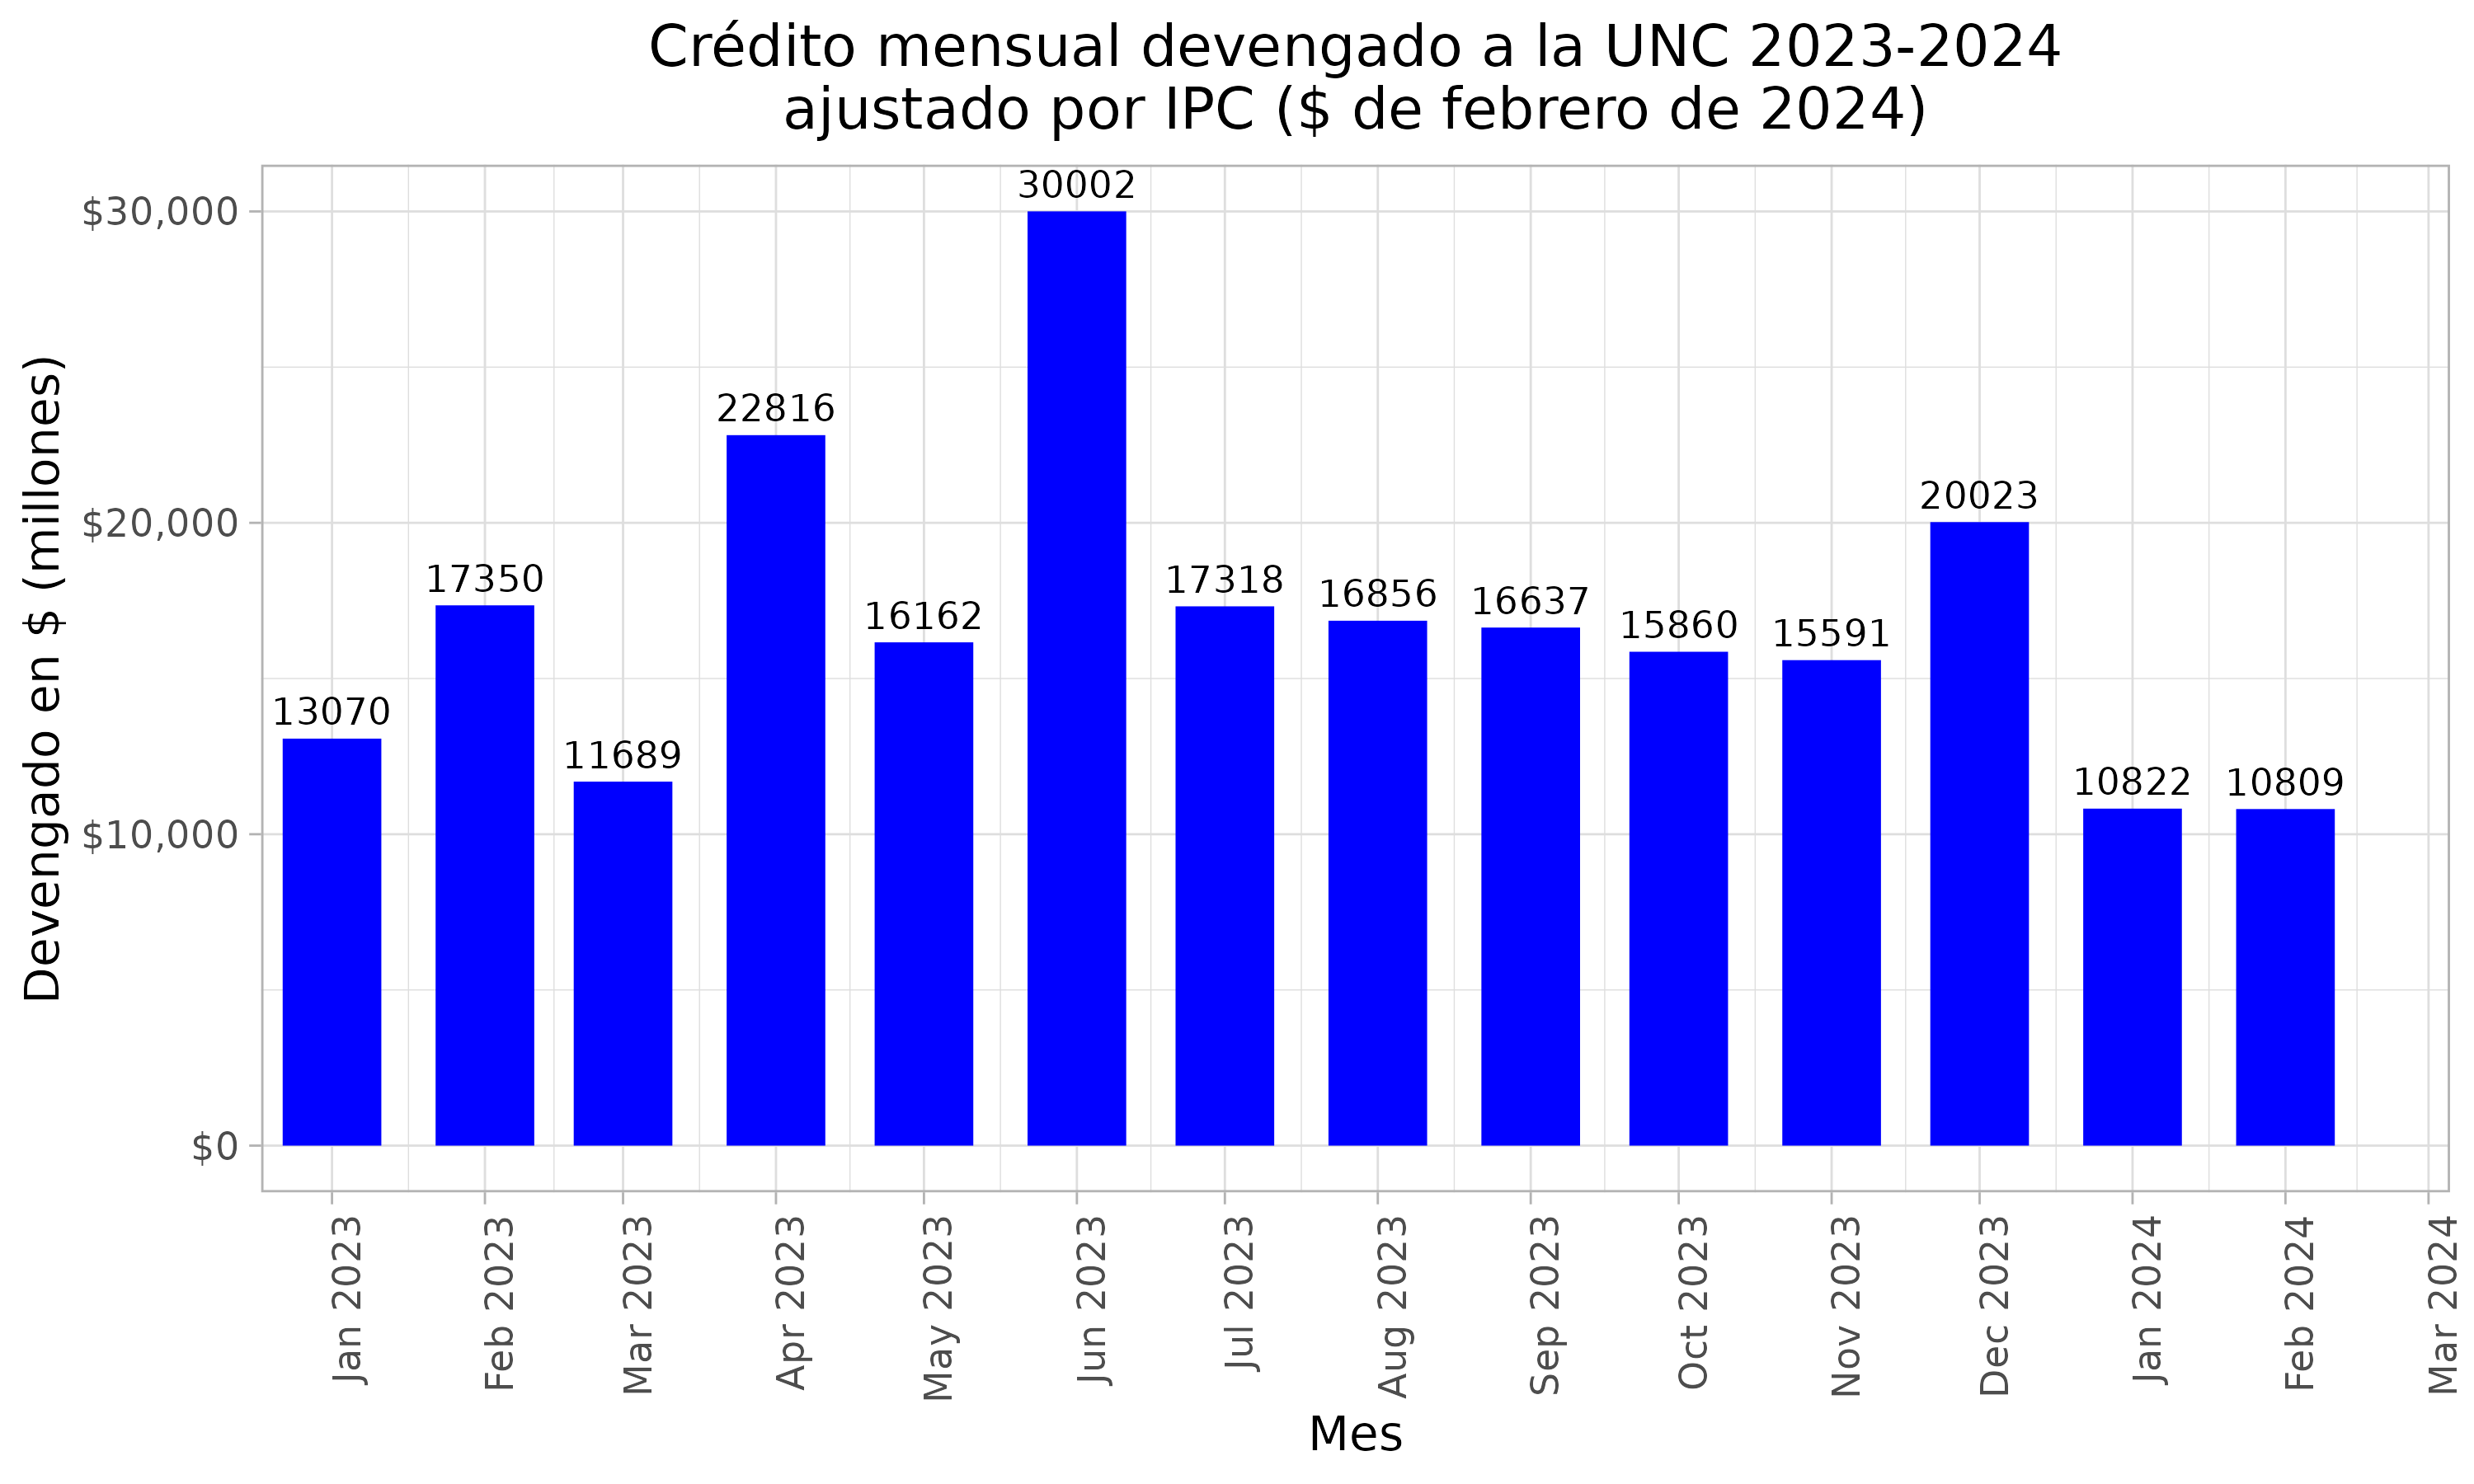 Crédito mensual devengado a la UNC 2023-2024
ajustado por IPC ($ de febrero de 2024)
Devengado en $ (millones)
$30,000
$20,000
$10,000
$0
13070
17350
11689
22816
16162
30002
17318
16856
16637
15860
15591
20023
10822
10809
Jan 2023
Feb 2023
Mar 2023
Apr 2023
May 2023
Jun 2023
Jul 2023
Aug 2023
Sep 2023
Oct 2023
Nov 2023
Dec 2023
Jan 2024
Feb 2024
Mar 2024
Mes